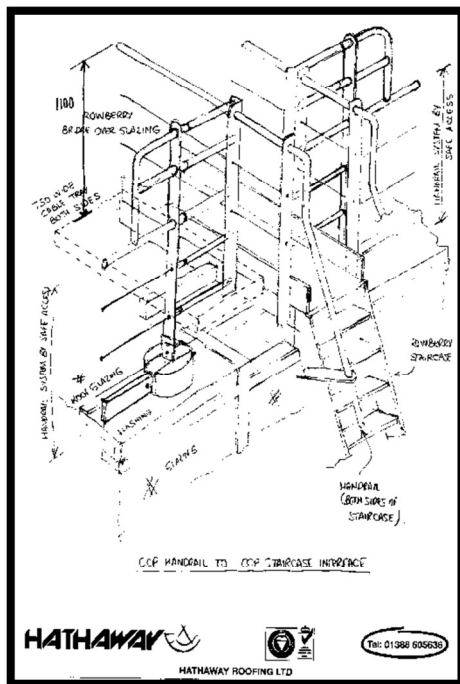 1100
ROWBERRY
BRIDGE OVER GLAZING
750 WIDE
CABLE TRAY
BOTH SIDES
HANDRAIL SYSTEM BY
SAFE ACCESS
HANDRAIL SYSTEM BY SAFE ACCESS
ROOF GLAZING
FLASHING
GLAZING
ROWBERRY
STAIRCASE
HANDRAIL
(BOTH SIDES OF
STAIRCASE)
CCP HANDRAIL TO CCP STAIRCASE INTERFACE
HATHAWAY
Tel: 01388 605636
HATHAWAY ROOFING LTD